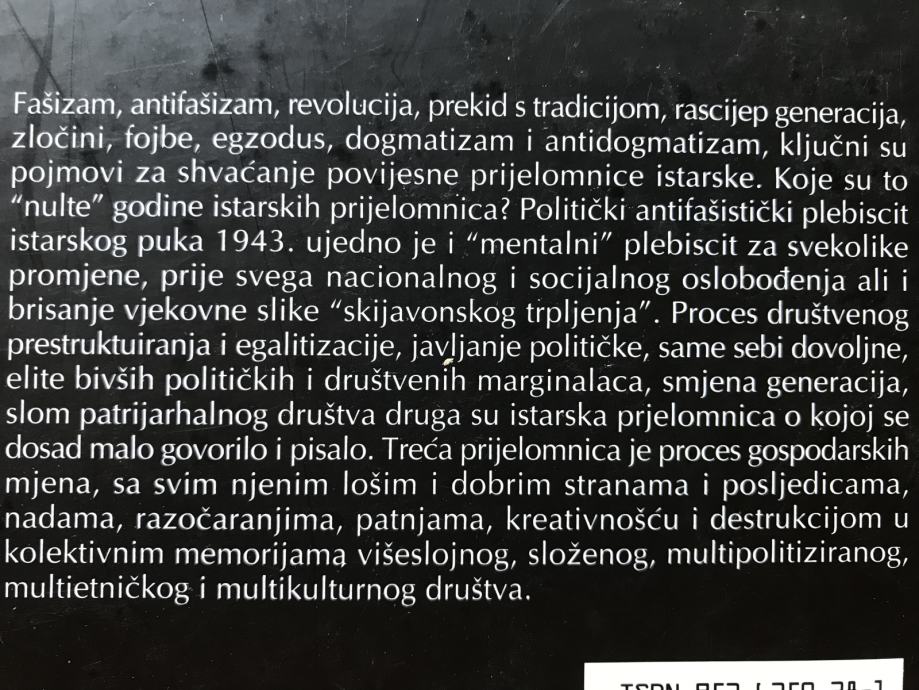 Fašizam, antifašizam, revolucija, prekid s tradicijom, rascijep generacija,
zločini, fojbe, egzodus, dogmatizam i antidogmatizam, ključni su
pojmovi za shvaćanje povijesne prijelomnice istarske. Koje su to
“nulte” godine istarskih prijelomnica? Politički antifašistički plebiscit
istarskog puka 1943. ujedno je i “mentalni” plebiscit za svekolike
promjene, prije svega nacionalnog i socijalnog oslobođenja ali i
brisanje vjekovne slike “skijavonskog trpljenja”. Proces društvenog
prestruktuiranja i egalitizacije, javljanje političke, same sebi dovoljne,
elite bivših političkih i društvenih marginalaca, smjena generacija,
slom patrijarhalnog društva druga su istarska prjelomnica o kojoj se
dosad malo govorilo i pisalo. Treća prijelomnica je proces gospodarskih
mjena, sa svim njenim lošim i dobrim stranama i posljedicama,
nadama, razočaranjima, patnjama, kreativnošću i destrukcijom u
kolektivnim memorijama višeslojnog, složenog, multipolitiziranog,
multietničkog i multikulturnog društva.
ISBN